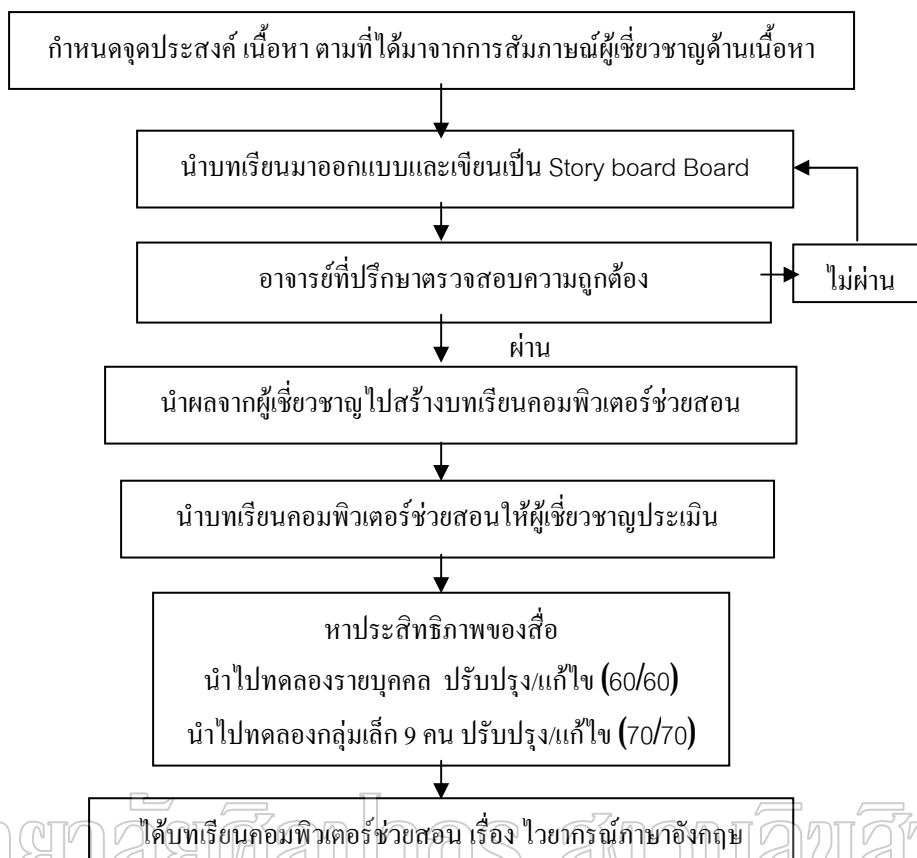 กำหนดจุดประสงค์ เนื้อหา ตามที่ได้มาจากการสัมภาษณ์ผู้เชี่ยวชาญด้านเนื้อหา
นำบทเรียนมาออกแบบและเขียนเป็น Story board Board
อาจารย์ที่ปรึกษาตรวจสอบความถูกต้อง
ไม่ผ่าน
ผ่าน
นำผลจากผู้เชี่ยวชาญไปสร้างบทเรียนคอมพิวเตอร์ช่วยสอน
นำบทเรียนคอมพิวเตอร์ช่วยสอนให้ผู้เชี่ยวชาญประเมิน
หาประสิทธิภาพของสื่อ
นำไปทดลองรายบุคคล ปรับปรุง/แก้ไข (60/60)
นำไปทดลองกลุ่มเล็ก 9 คน ปรับปรุง/แก้ไข (70/70)
ได้บทเรียนคอมพิวเตอร์ช่วยสอน เรื่อง ไวยากรณ์ภาษาอังกฤษ